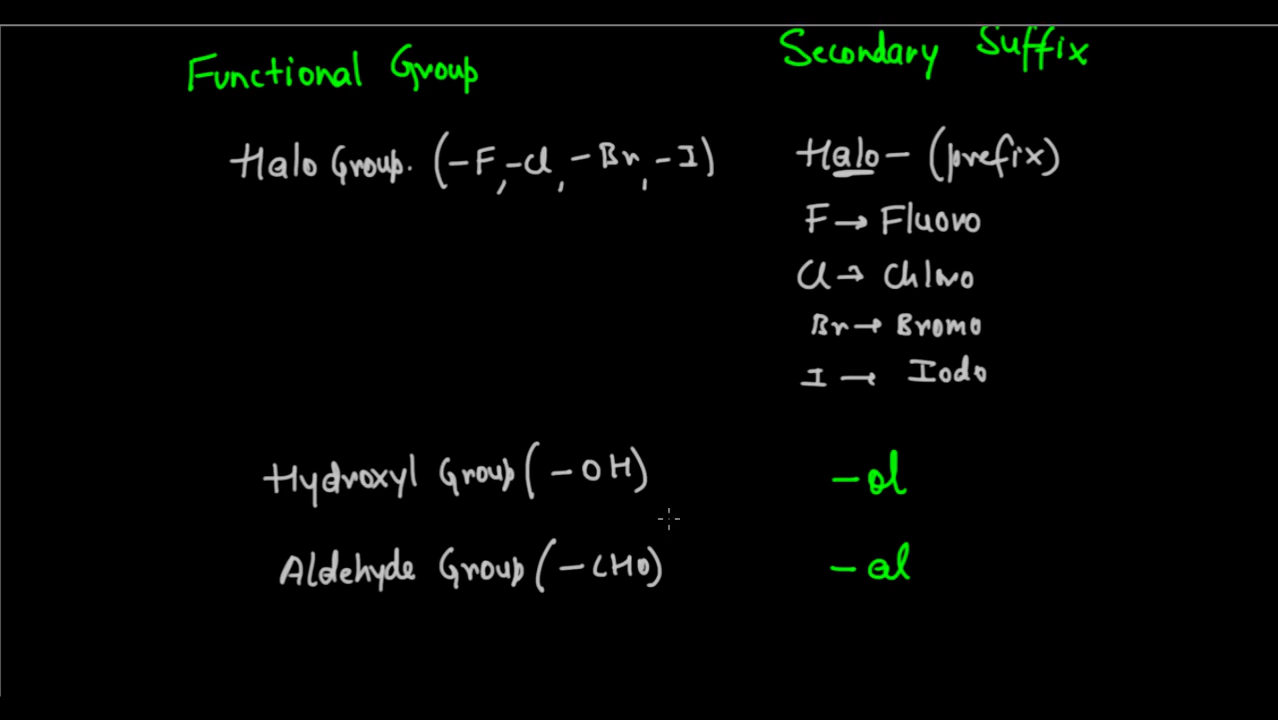 Functional Group Secondary Suffix
Halo Group. (-F, -Cl, -Br, -I) Halo- (prefix)
F → Fluoro
Cl → Chloro
Br → Bromo
I → Iodo
Hydroxyl Group (-OH) -ol
Aldehyde Group (-CHO) -al